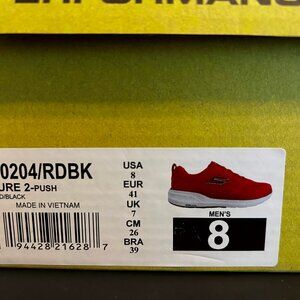 0204/RDBK
URE 2-PUSH
D/BLACK
MADE IN VIETNAM
USA
8
EUR
41
UK
7
CM
26
BRA
39
94428 21628 7
MEN'S
8